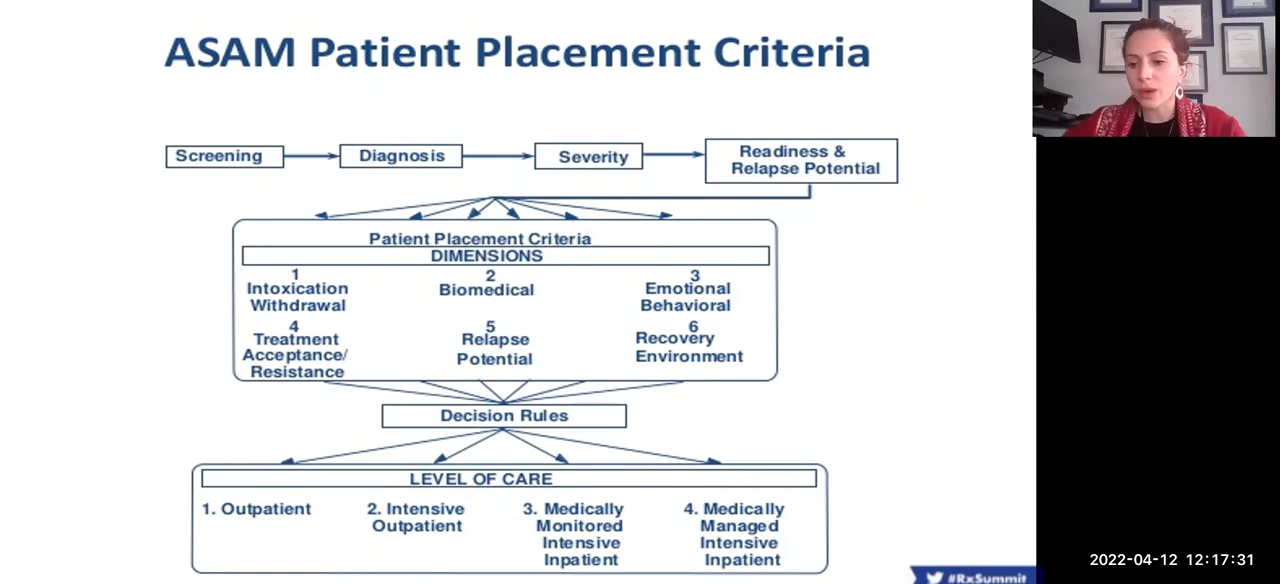 ASAM Patient Placement Criteria
Screening
Diagnosis
Severity
Readiness &
Relapse Potential
Patient Placement Criteria
DIMENSIONS
1
Intoxication
Withdrawal
2
Biomedical
3
Emotional
Behavioral
4
Treatment
Acceptance/
Resistance
5
Relapse
Potential
6
Recovery
Environment
Decision Rules
LEVEL OF CARE
1. Outpatient
2. Intensive
Outpatient
3. Medically
Monitored
Intensive
Inpatient
4. Medically
Managed
Intensive
Inpatient
#RxSummit
2022-04-12 12:17:31